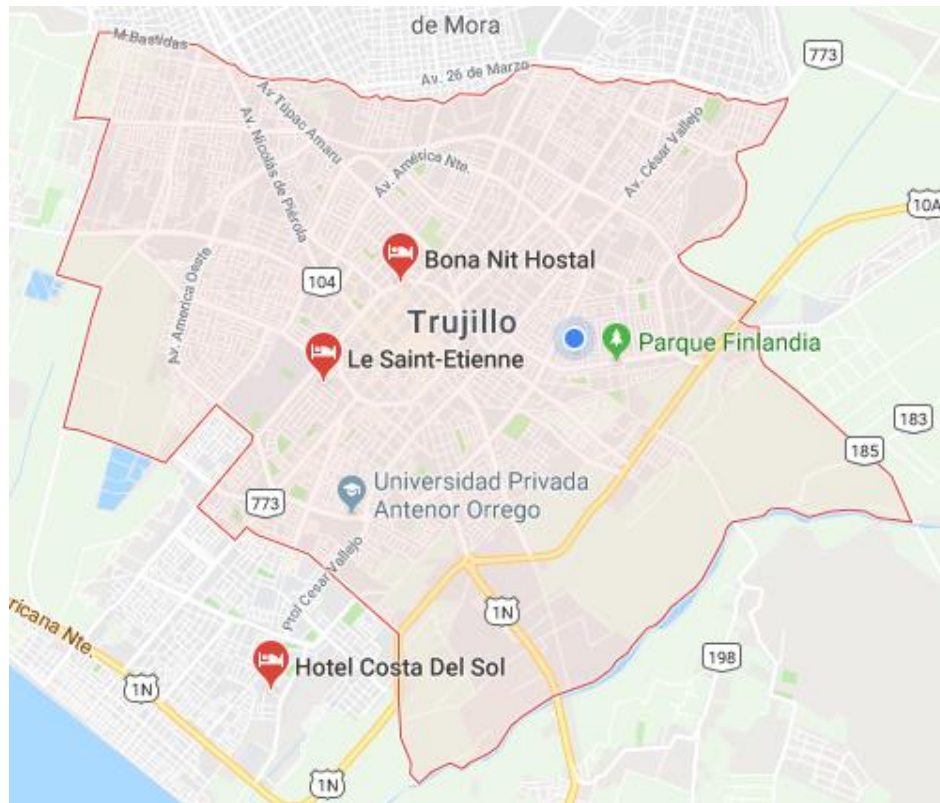 de Mora
M.Bastidas
Av. 26 de Marzo
773
Av Túpac Amaru
Av. Nicolás de Piérola
Av. América Nte.
Av. César Vallejo
10A
Bona Nit Hostal
Av. America Oeste
104
Trujillo
Parque Finlandia
Le Saint-Etienne
183
185
Universidad Privada
Antenor Orrego
773
Prol Cesar Vallejo
1N
ricana Nte.
198
Hotel Costa Del Sol
1N
1N